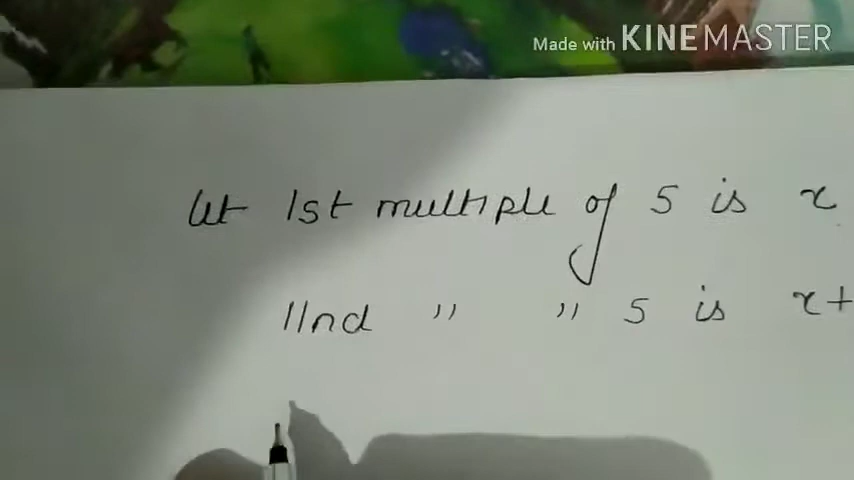 Made with KINEMASTER
let 1st multiple of 5 is x
IInd " " 5 is x+